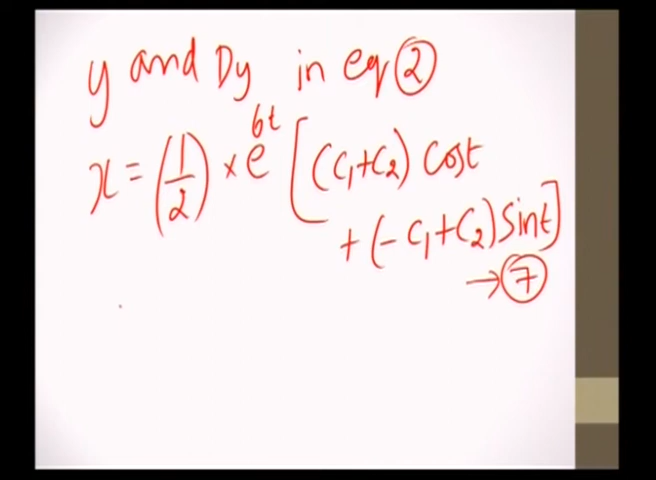 y and Dy in eq ②
x = (1/2) × e^6t [(C₁+C₂) Cost
+ (-C₁+C₂) Sint]
→ ⑦